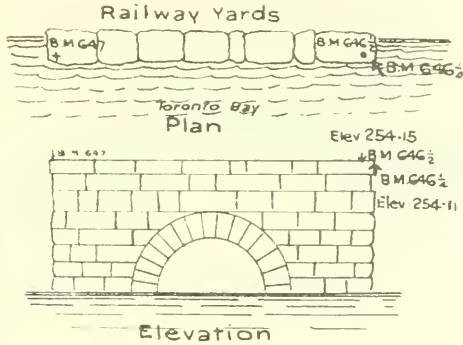 Railway Yards
B M 647
B M 646½
B M 646¼
Toronto Bay
Plan
Elev 254·15
B M 647
B M 646½
B M 646¼
Elev 254·11
Elevation